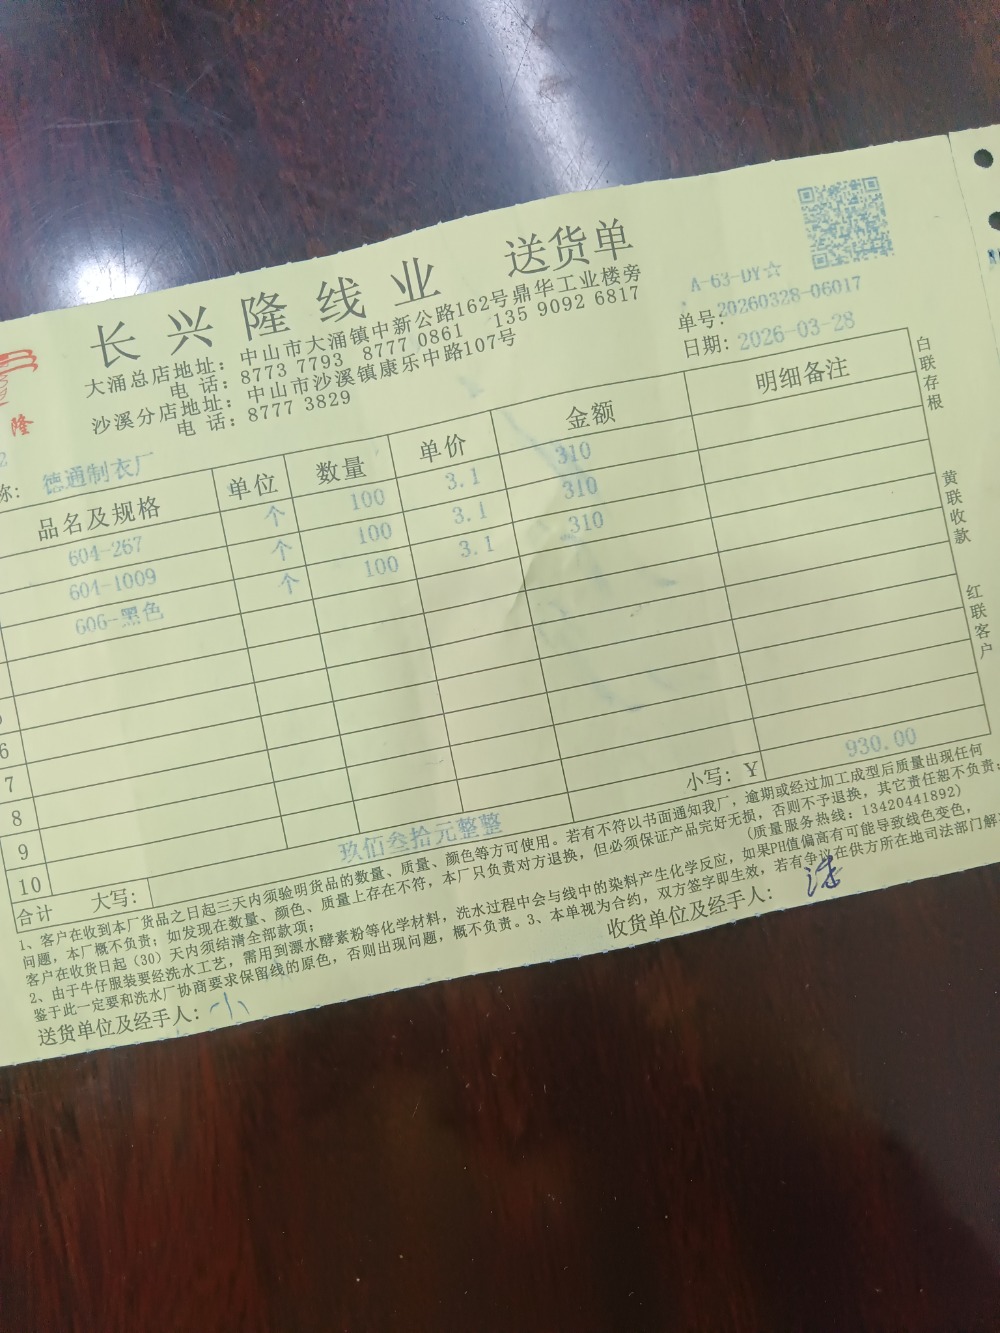 长兴隆线业 送货单
大涌总店地址：中山市大涌镇中新公路162号鼎华工业楼旁
电 话：8773 7793 8777 0861 135 9092 6817
沙溪分店地址：中山市沙溪镇康乐中路107号
电 话：8777 3829
A-63-DY☆
单号：20260328-06017
日期：2026-03-28
隆
2
称：德通制衣厂
品名及规格 单位 数量 单价 金额 明细备注
604-267 个 100 3.1 310
604-1009 个 100 3.1 310
606-黑色 个 100 3.1 310
6
7
8
9
10
合计 大写：玖佰叁拾元整整 小写：Y 930.00
白联存根
黄联收款
红联客户
1、客户在收到本厂货品之日起三天内须验明货品的数量、质量、颜色等方可使用。若有不符以书面通知我厂，逾期或经过加工成型后质量出现任何
问题，本厂概不负责；如发现在数量、颜色、质量上存在不符，本厂只负责对方退换，但必须保证产品完好无损，否则不予退换，其它责任恕不负责；
客户在收货日起（30）天内须结清全部款项； （质量服务热线：13420441892）
2、由于牛仔服装要经洗水工艺，需用到漂水酵素粉等化学材料，洗水过程中会与线中的染料产生化学反应，如果PH值偏高有可能导致线色变色，
鉴于此一定要和洗水厂协商要求保留线的原色，否则出现问题，概不负责。3、本单视为合约，双方签字即生效，若有争议在供方所在地司法部门解
送货单位及经手人：小
收货单位及经手人：